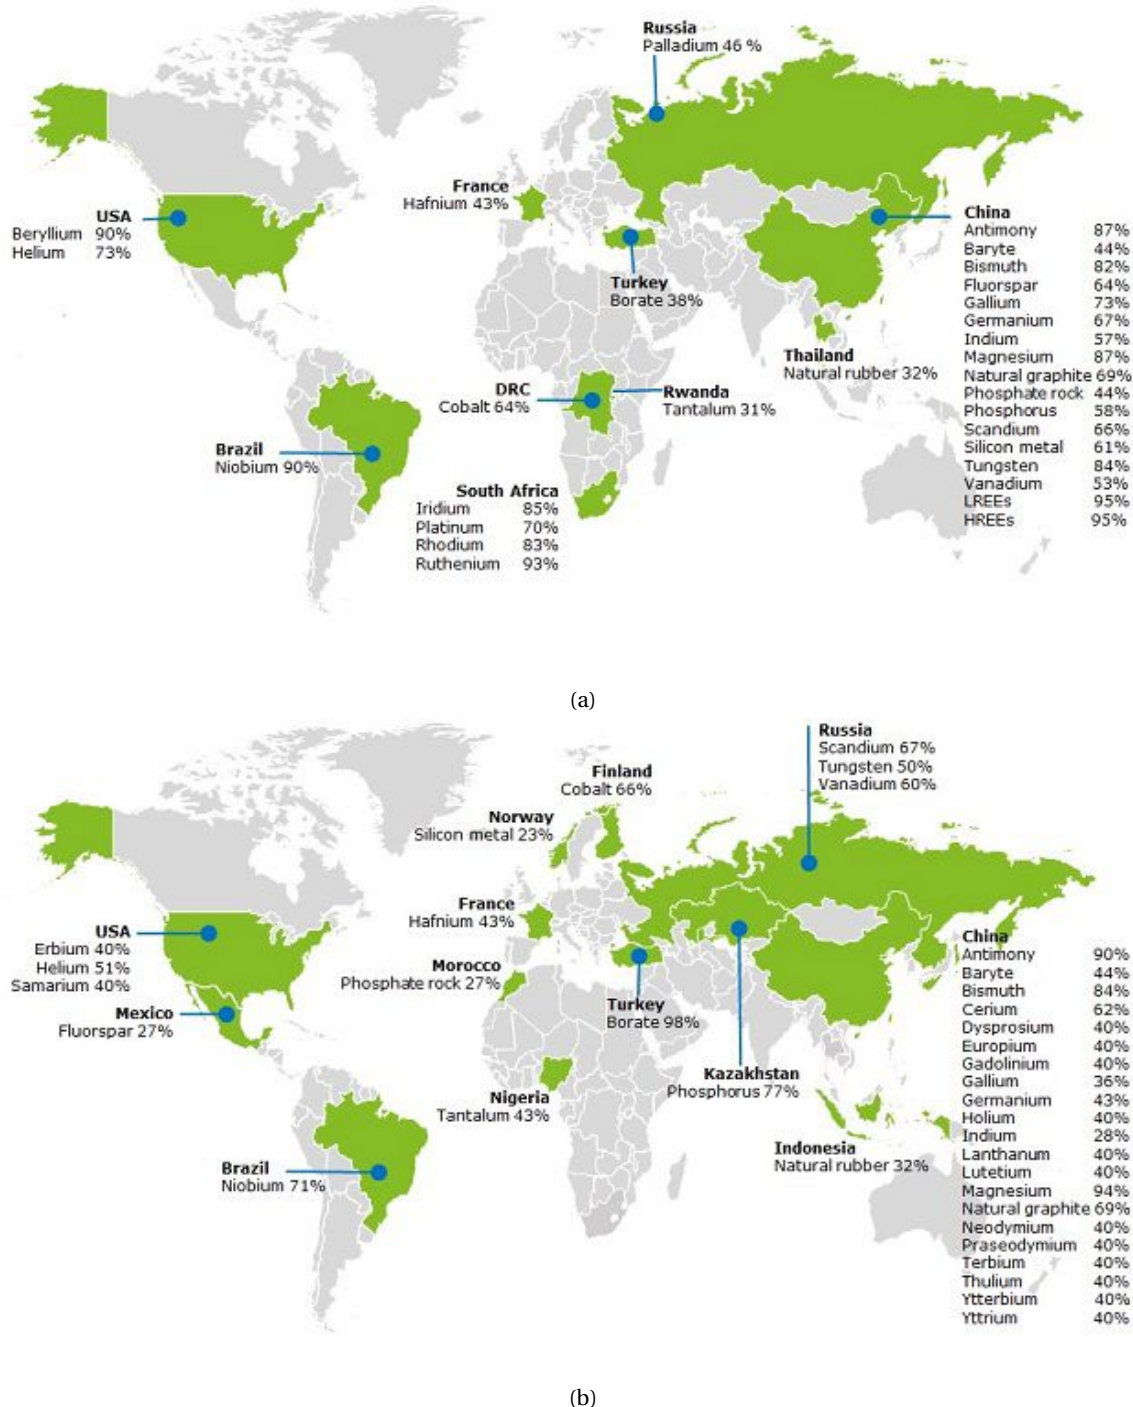 Russia
Palladium 46 %
France
Hafnium 43%
USA
Beryllium 90%
Helium 73%
Turkey
Borate 38%
China
Antimony 87%
Baryte 44%
Bismuth 82%
Fluorspar 64%
Gallium 73%
Germanium 67%
Indium 57%
Magnesium 87%
Natural graphite 69%
Phosphate rock 44%
Phosphorus 58%
Scandium 66%
Silicon metal 61%
Tungsten 84%
Vanadium 53%
LREEs 95%
HREEs 95%
Thailand
Natural rubber 32%
DRC
Cobalt 64%
Rwanda
Tantalum 31%
Brazil
Niobium 90%
South Africa
Iridium 85%
Platinum 70%
Rhodium 83%
Ruthenium 93%
(a)
Russia
Scandium 67%
Tungsten 50%
Vanadium 60%
Finland
Cobalt 66%
Norway
Silicon metal 23%
France
Hafnium 43%
USA
Erbium 40%
Helium 51%
Samarium 40%
Morocco
Phosphate rock 27%
Mexico
Fluorspar 27%
Turkey
Borate 98%
Kazakhstan
Phosphorus 77%
Nigeria
Tantalum 43%
Brazil
Niobium 71%
Indonesia
Natural rubber 32%
China
Antimony 90%
Baryte 44%
Bismuth 84%
Cerium 62%
Dysprosium 40%
Europium 40%
Gadolinium 40%
Gallium 36%
Germanium 43%
Holium 40%
Indium 28%
Lanthanum 40%
Lutetium 40%
Magnesium 94%
Natural graphite 69%
Neodymium 40%
Praseodymium 40%
Terbium 40%
Thulium 40%
Ytterbium 40%
Yttrium 40%
(b)